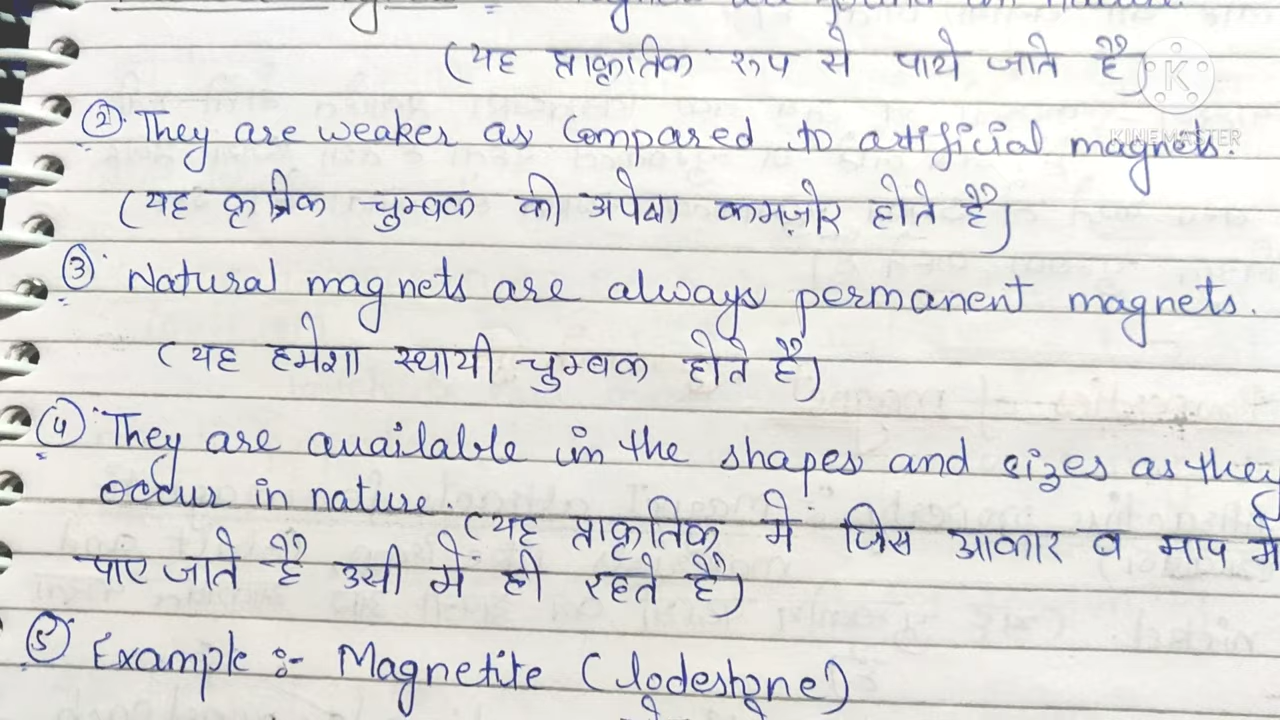 (यह प्राकृतिक रूप से पाये जाते हैं)
KINEMASTER
② They are weaker as Compared to artificial magnets.
(यह कृत्रिक चुम्बक की अपेक्षा कमज़ोर होते हैं)
③ Natural magnets are always permanent magnets.
(यह हमेशा स्थायी चुम्बक होते हैं)
④ They are available in the shapes and sizes as they
occur in nature. (यह प्राकृतिक में जिस आकार व माप में
पाए जाते हैं उसी में ही रहते हैं)
⑤ Example :- Magnetite (lodestone)